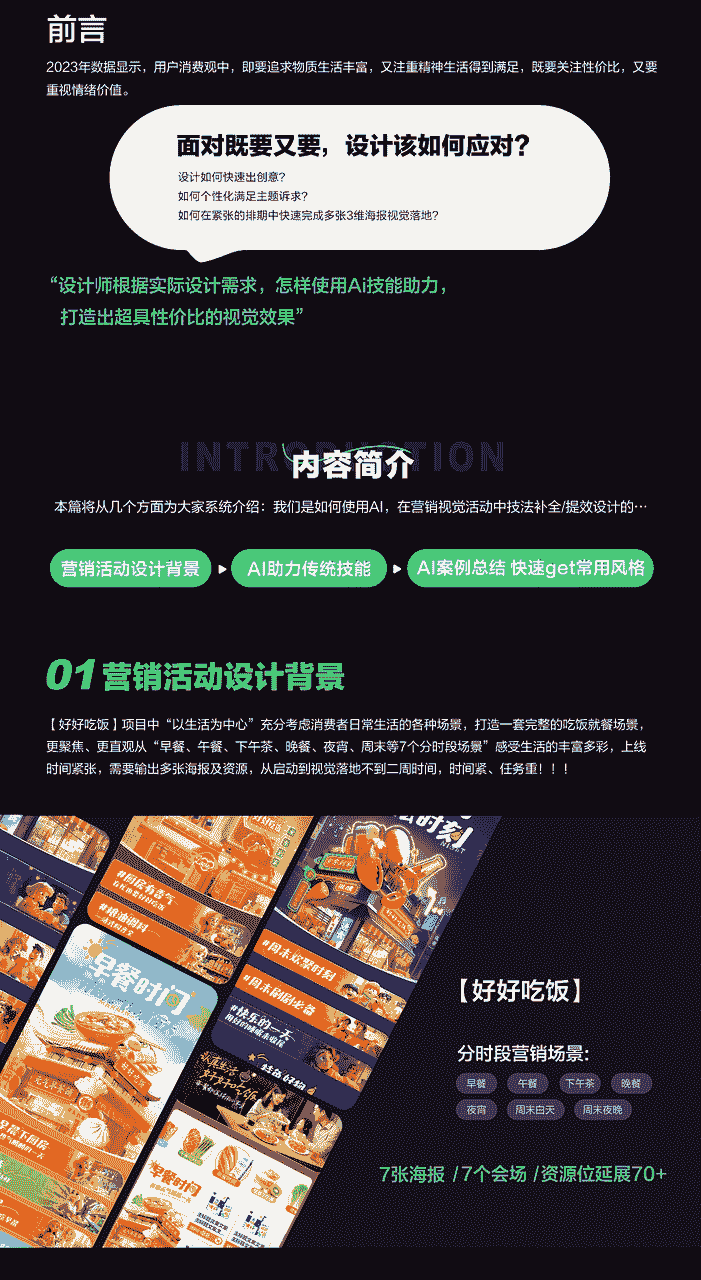 前言
2023年数据显示，用户消费观中，即要追求物质生活丰富，又注重精神生活得到满足，既要关注性价比，又要
重视情绪价值。
面对既要又要，设计该如何应对？
设计如何快速出创意？
如何个性化满足主题诉求？
如何在紧张的排期中快速完成多张3维海报视觉落地？
“设计师根据实际设计需求，怎样使用Ai技能助力，
打造出超具性价比的视觉效果”
INTRODUCTION
内容简介
本篇将从几个方面为大家系统介绍：我们是如何使用AI，在营销视觉活动中技法补全/提效设计的…
营销活动设计背景
AI助力传统技能
AI案例总结 快速get常用风格
01 营销活动设计背景
【好好吃饭】项目中“以生活为中心”充分考虑消费者日常生活的各种场景，打造一套完整的吃饭就餐场景，
更聚焦、更直观从“早餐、午餐、下午茶、晚餐、夜宵、周末等7个分时段场景”感受生活的丰富多彩，上线
时间紧张，需要输出多张海报及资源，从启动到视觉落地不到二周时间，时间紧、任务重！！！
时刻
#厨房有香气
#粮油调料
#周末欢聚时刻
#周末刷剧必备
#快乐的一天
早餐时间
早餐时间
【好好吃饭】
分时段营销场景:
早餐 午餐 下午茶 晚餐
夜宵 周末白天 周末夜晚
7张海报 /7个会场 /资源位延展70+